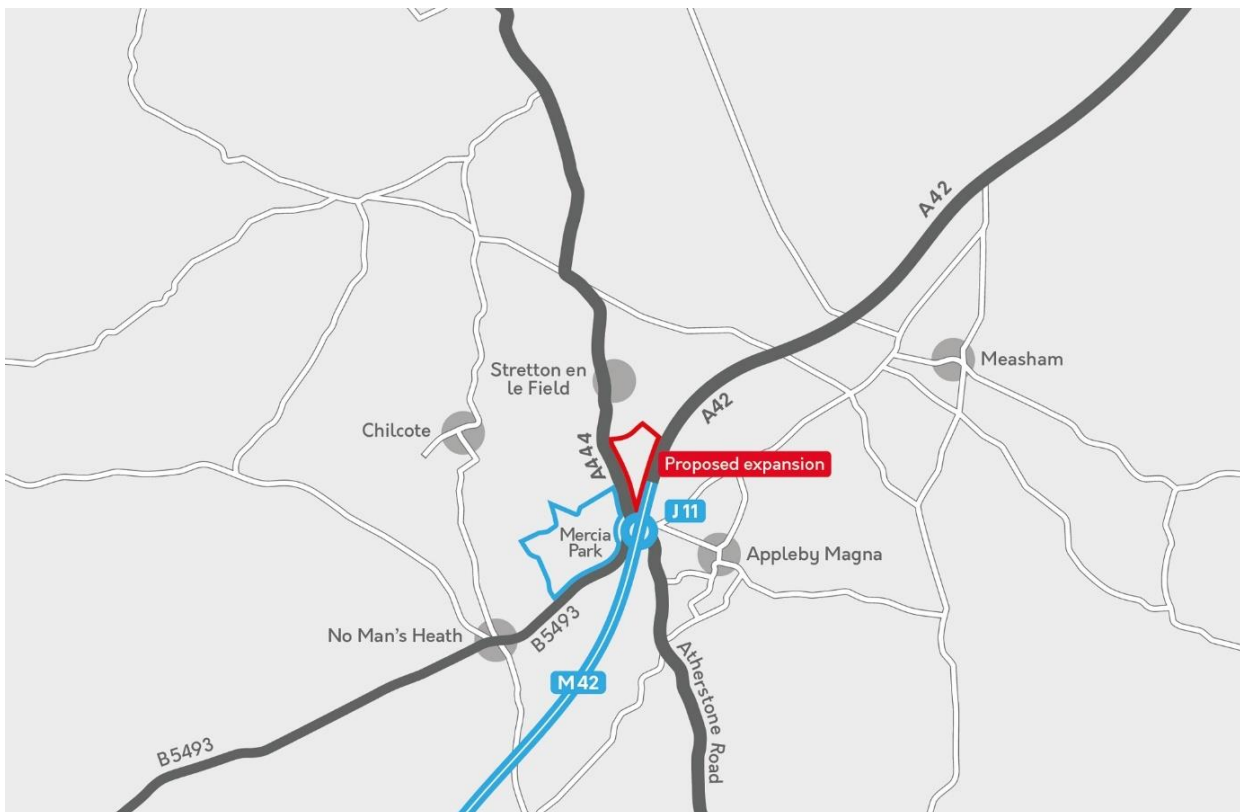 A42
Measham
Stretton en
le Field
A42
Chilcote
A444
Proposed expansion
J11
Mercia
Park
Appleby Magna
No Man's Heath
B5493
M42
Atherstone Road
B5493